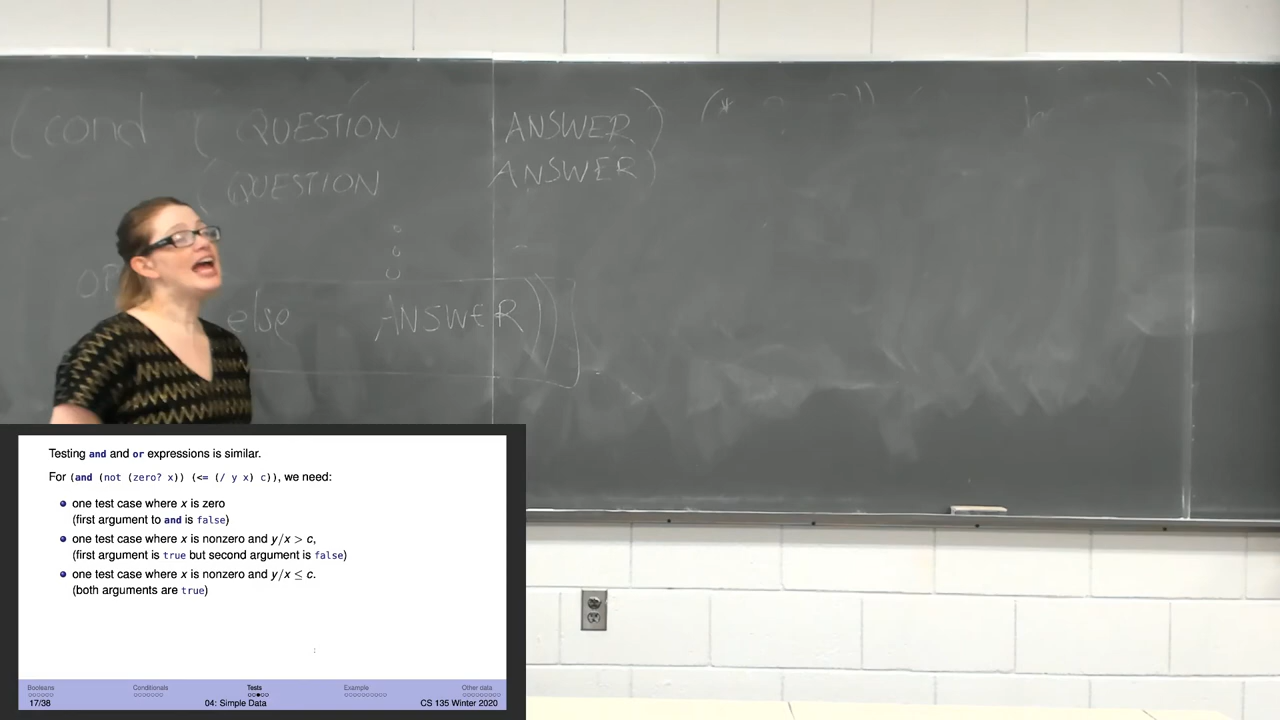 (cond ( QUESTION ANSWER) (*
( QUESTION ANSWER)
else ANSWER))
Testing and and or expressions is similar.
For (and (not (zero? x)) (<= (/ y x) c)), we need:
one test case where x is zero
(first argument to and is false)
one test case where x is nonzero and y/x > c,
(first argument is true but second argument is false)
one test case where x is nonzero and y/x ≤ c.
(both arguments are true)
Booleans Conditionals Tests Example Other data
17/38 04: Simple Data CS 135 Winter 2020